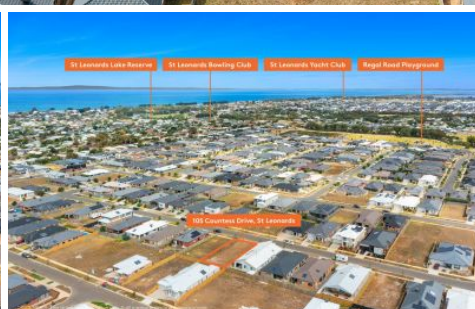 St Leonards Lake Reserve
St Leonards Bowling Club
St Leonards Yacht Club
Regal Road Playground
105 Countess Drive, St Leonards